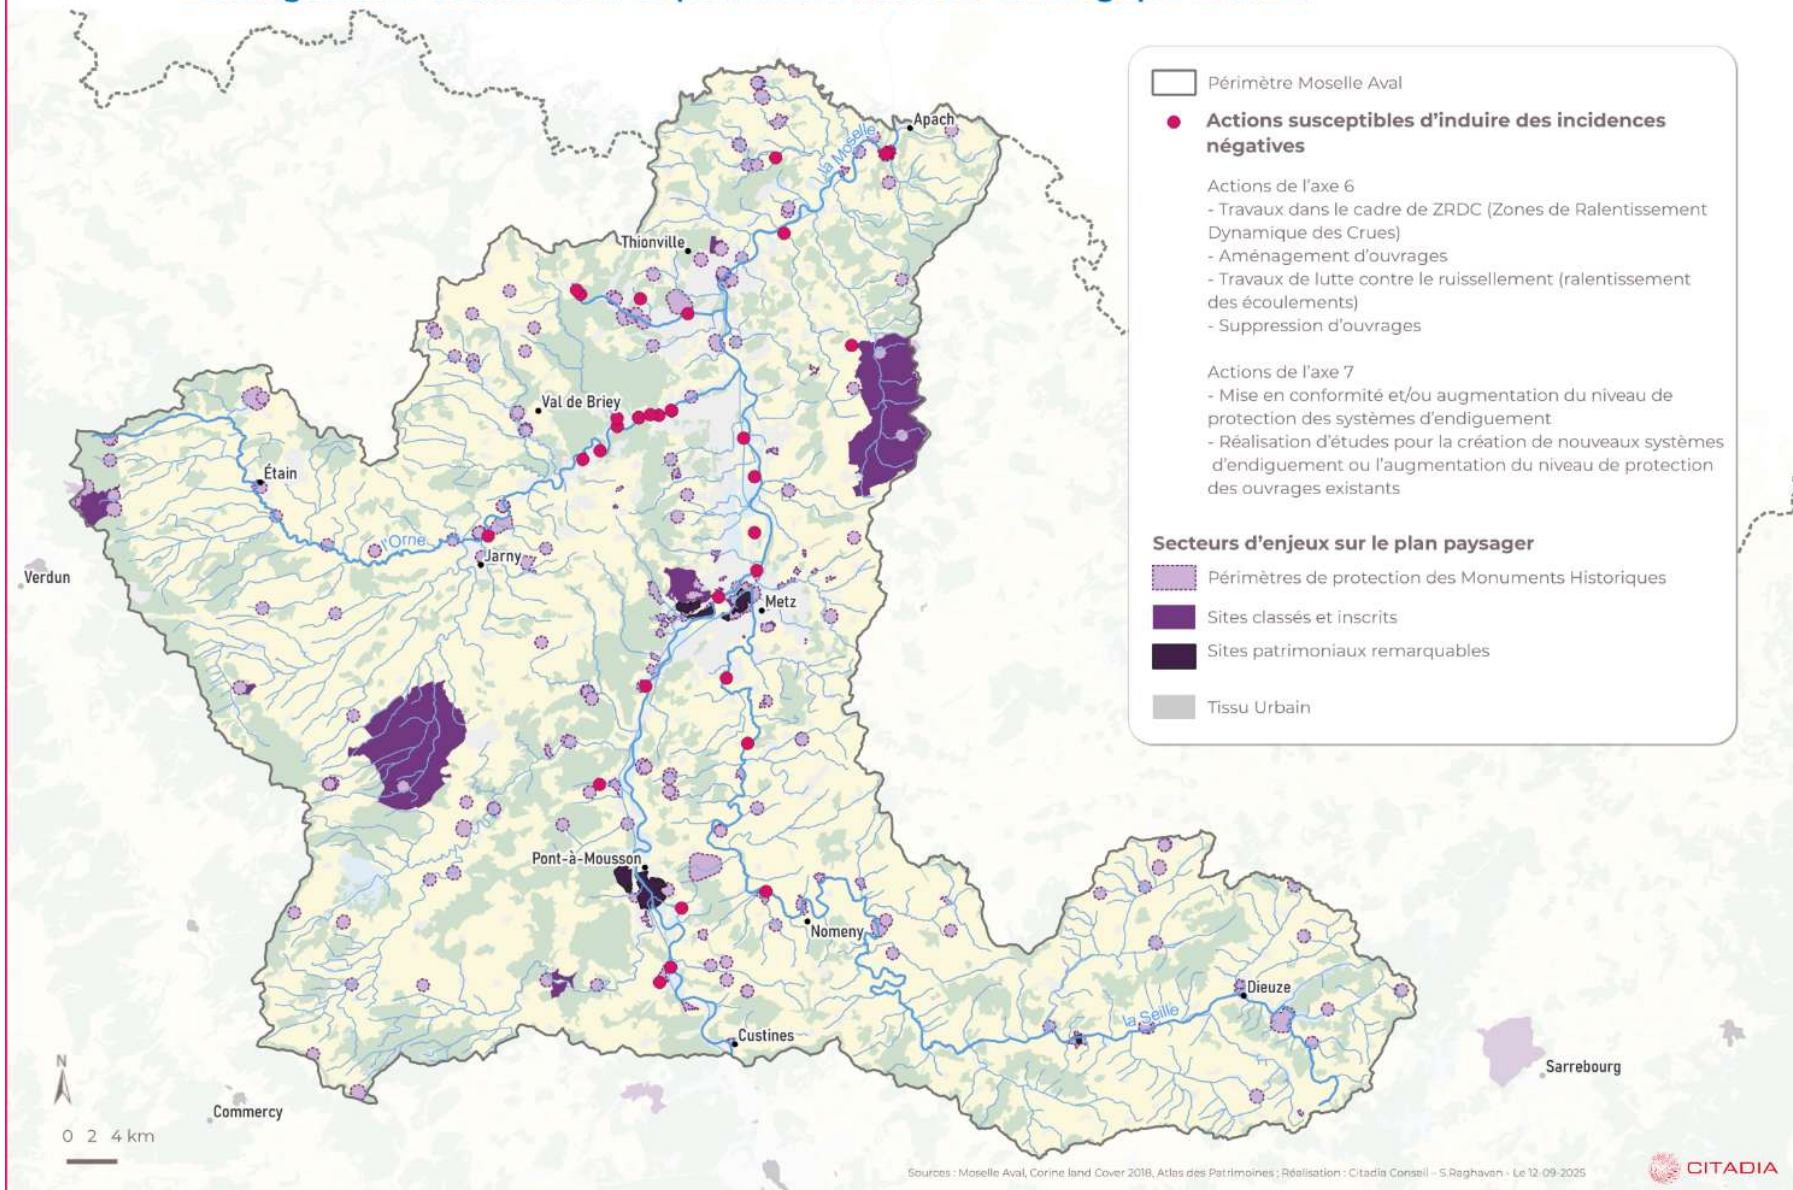 Périmètre Moselle Aval
Actions susceptibles d'induire des incidences
négatives
Actions de l'axe 6
- Travaux dans le cadre de ZRDC (Zones de Ralentissement
Dynamique des Crues)
- Aménagement d'ouvrages
- Travaux de lutte contre le ruissellement (ralentissement
des écoulements)
- Suppression d'ouvrages
Actions de l'axe 7
- Mise en conformité et/ou augmentation du niveau de
protection des systèmes d'endiguement
- Réalisation d'études pour la création de nouveaux systèmes
d'endiguement ou l'augmentation du niveau de protection
des ouvrages existants
Secteurs d'enjeux sur le plan paysager
Périmètres de protection des Monuments Historiques
Sites classés et inscrits
Sites patrimoniaux remarquables
Tissu Urbain
Apach
la Moselle
Thionville
Val de Briey
Étain
l'Orne
Jarny
Verdun
Metz
Pont-à-Mousson
Nomeny
Dieuze
la Seille
Custines
Sarrebourg
Commercy
N
0 2 4 km
Sources : Moselle Aval, Corine land Cover 2018, Atlas des Patrimoines ; Réalisation : Citadia Conseil - S.Raghavan - Le 12-09-2025
CITADIA